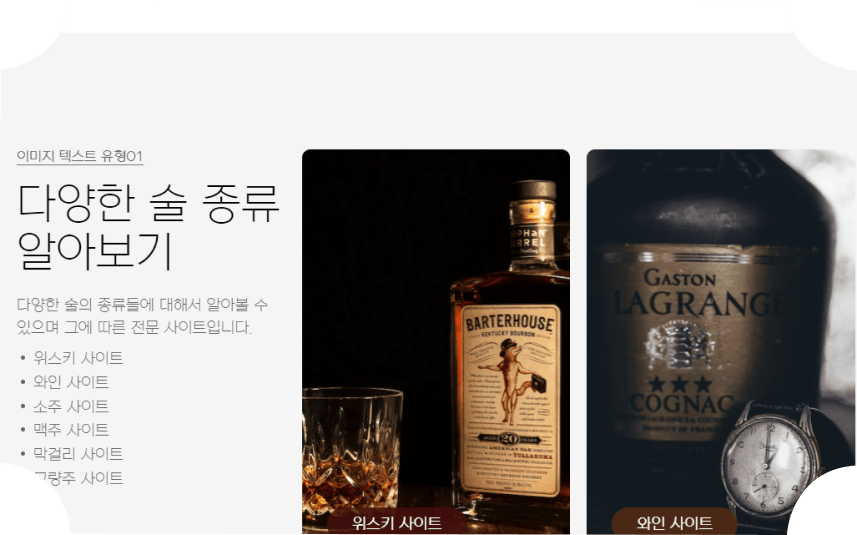 이미지 텍스트 유형01
다양한 술 종류
알아보기
다양한 술의 종류들에 대해서 알아볼 수
있으며 그에 따른 전문 사이트입니다.
• 위스키 사이트
• 와인 사이트
• 소주 사이트
• 맥주 사이트
• 막걸리 사이트
고량주 사이트
BARTERHOUSE
KENTUCKY BOURBON
20
AMERICAN OAK
TULLAHOMA
위스키 사이트
GASTON
LAGRANGE
★★★
COGNAC
와인 사이트